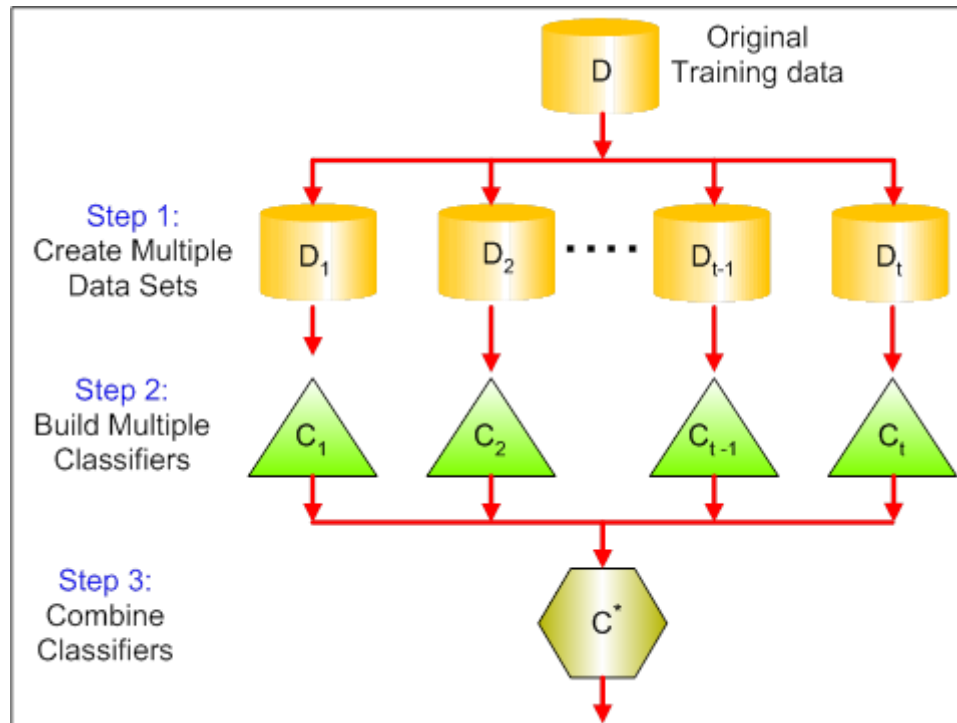 D
Original
Training data
Step 1:
Create Multiple
Data Sets
D₁
D₂
....
Dₜ₋₁
Dₜ
Step 2:
Build Multiple
Classifiers
C₁
C₂
Cₜ ₋₁
Cₜ
Step 3:
Combine
Classifiers
C*